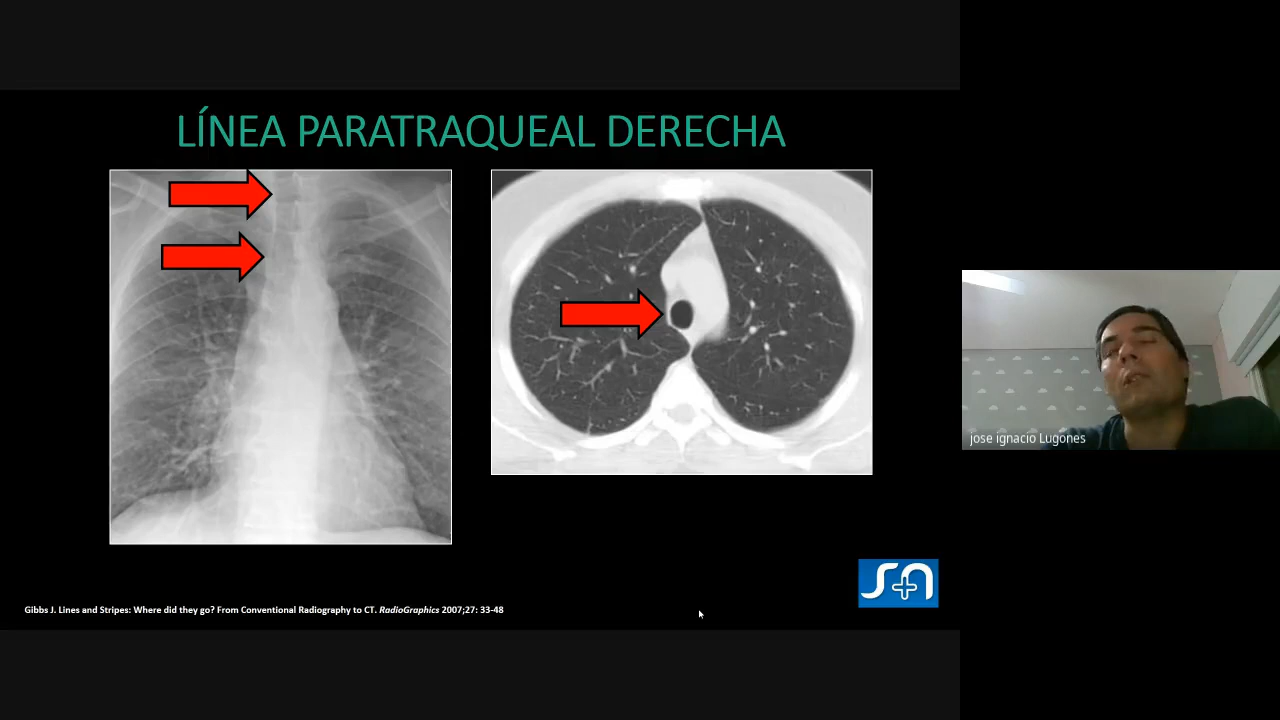 LÍNEA PARATRAQUEAL DERECHA
Gibbs J. Lines and Stripes: Where did they go? From Conventional Radiography to CT. RadioGraphics 2007;27: 33-48
jose ignacio Lugones